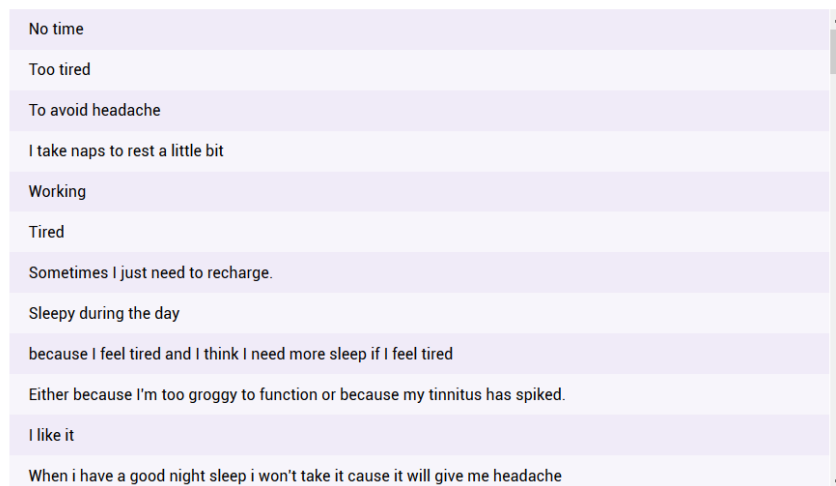 No time
Too tired
To avoid headache
I take naps to rest a little bit
Working
Tired
Sometimes I just need to recharge.
Sleepy during the day
because I feel tired and I think I need more sleep if I feel tired
Either because I'm too groggy to function or because my tinnitus has spiked.
I like it
When i have a good night sleep i won't take it cause it will give me headache